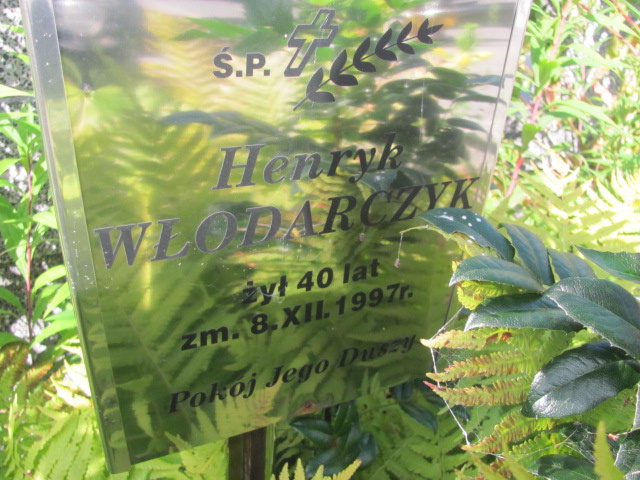 Ś.P.
Henryk
WŁODARCZYK
żył 40 lat
zm. 8.XII.1997r.
Pokój Jego Duszy